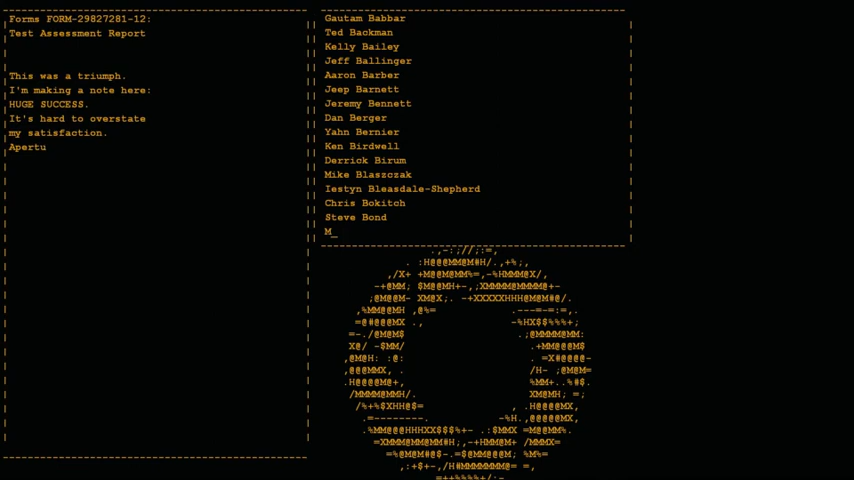 Forms FORM-29827281-12:
Test Assessment Report
This was a triumph.
I'm making a note here:
HUGE SUCCESS.
It's hard to overstate
my satisfaction.
Apertu
Gautam Babbar
Ted Backman
Kelly Bailey
Jeff Ballinger
Aaron Barber
Jeep Barnett
Jeremy Bennett
Dan Berger
Yahn Bernier
Ken Birdwell
Derrick Birum
Mike Blaszczak
Iestyn Bleasdale-Shepherd
Chris Bokitch
Steve Bond
M_